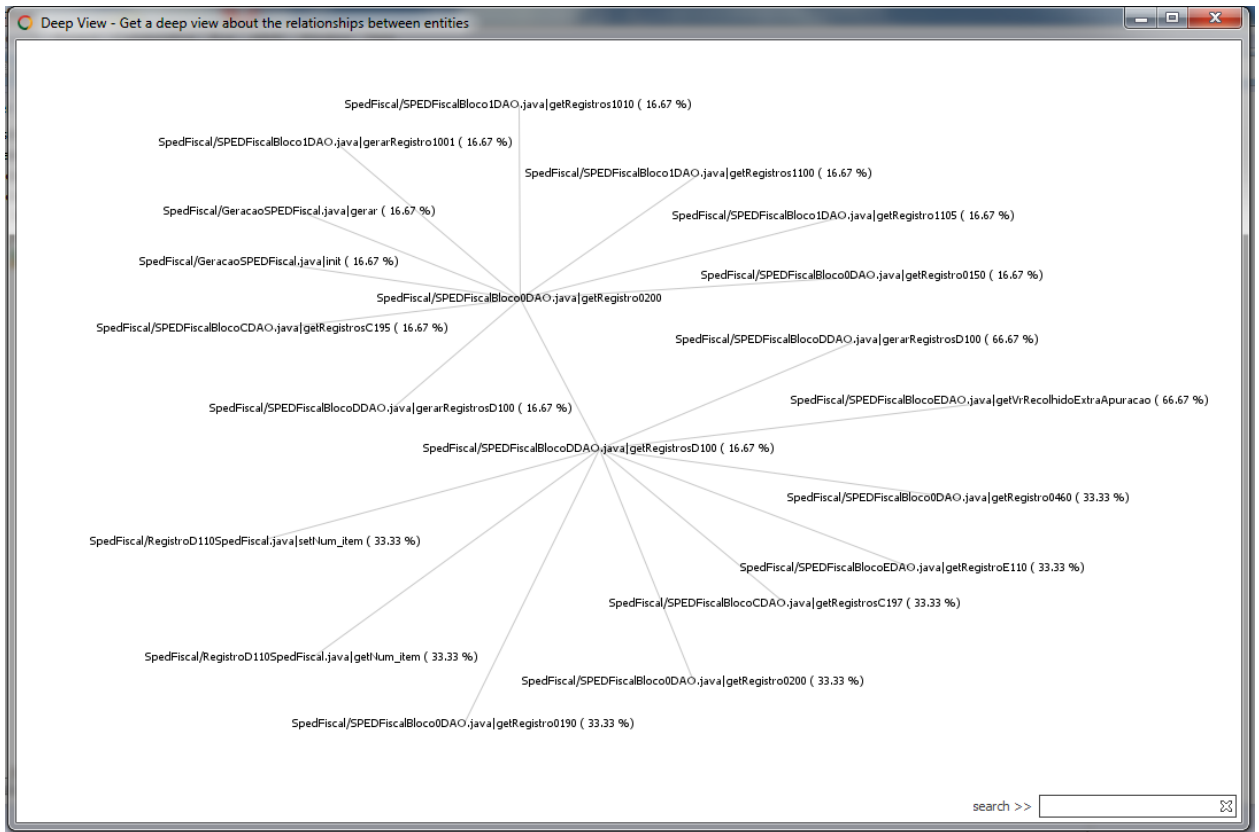 Deep View - Get a deep view about the relationships between entities
SpedFiscal/SPEDFiscalBloco1DAO.java|getRegistros1010 ( 16.67 %)
SpedFiscal/SPEDFiscalBloco1DAO.java|gerarRegistro1001 ( 16.67 %)
SpedFiscal/SPEDFiscalBloco1DAO.java|getRegistros1100 ( 16.67 %)
SpedFiscal/GeracaoSPEDFiscal.java|gerar ( 16.67 %)
SpedFiscal/SPEDFiscalBloco1DAO.java|getRegistro1105 ( 16.67 %)
SpedFiscal/GeracaoSPEDFiscal.java|init ( 16.67 %)
SpedFiscal/SPEDFiscalBloco0DAO.java|getRegistro0150 ( 16.67 %)
SpedFiscal/SPEDFiscalBloco0DAO.java|getRegistro0200
SpedFiscal/SPEDFiscalBlocoCDAO.java|getRegistrosC195 ( 16.67 %)
SpedFiscal/SPEDFiscalBlocoDDAO.java|gerarRegistrosD100 ( 66.67 %)
SpedFiscal/SPEDFiscalBlocoEDAO.java|getVrRecolhidoExtraApuracao ( 66.67 %)
SpedFiscal/SPEDFiscalBlocoDDAO.java|gerarRegistrosD100 ( 16.67 %)
SpedFiscal/SPEDFiscalBlocoDDAO.java|getRegistrosD100 ( 16.67 %)
SpedFiscal/SPEDFiscalBloco0DAO.java|getRegistro0460 ( 33.33 %)
SpedFiscal/RegistroD110SpedFiscal.java|setNum_item ( 33.33 %)
SpedFiscal/SPEDFiscalBlocoEDAO.java|getRegistroE110 ( 33.33 %)
SpedFiscal/SPEDFiscalBlocoCDAO.java|getRegistrosC197 ( 33.33 %)
SpedFiscal/RegistroD110SpedFiscal.java|getNum_item ( 33.33 %)
SpedFiscal/SPEDFiscalBloco0DAO.java|getRegistro0200 ( 33.33 %)
SpedFiscal/SPEDFiscalBloco0DAO.java|getRegistro0190 ( 33.33 %)
search >>